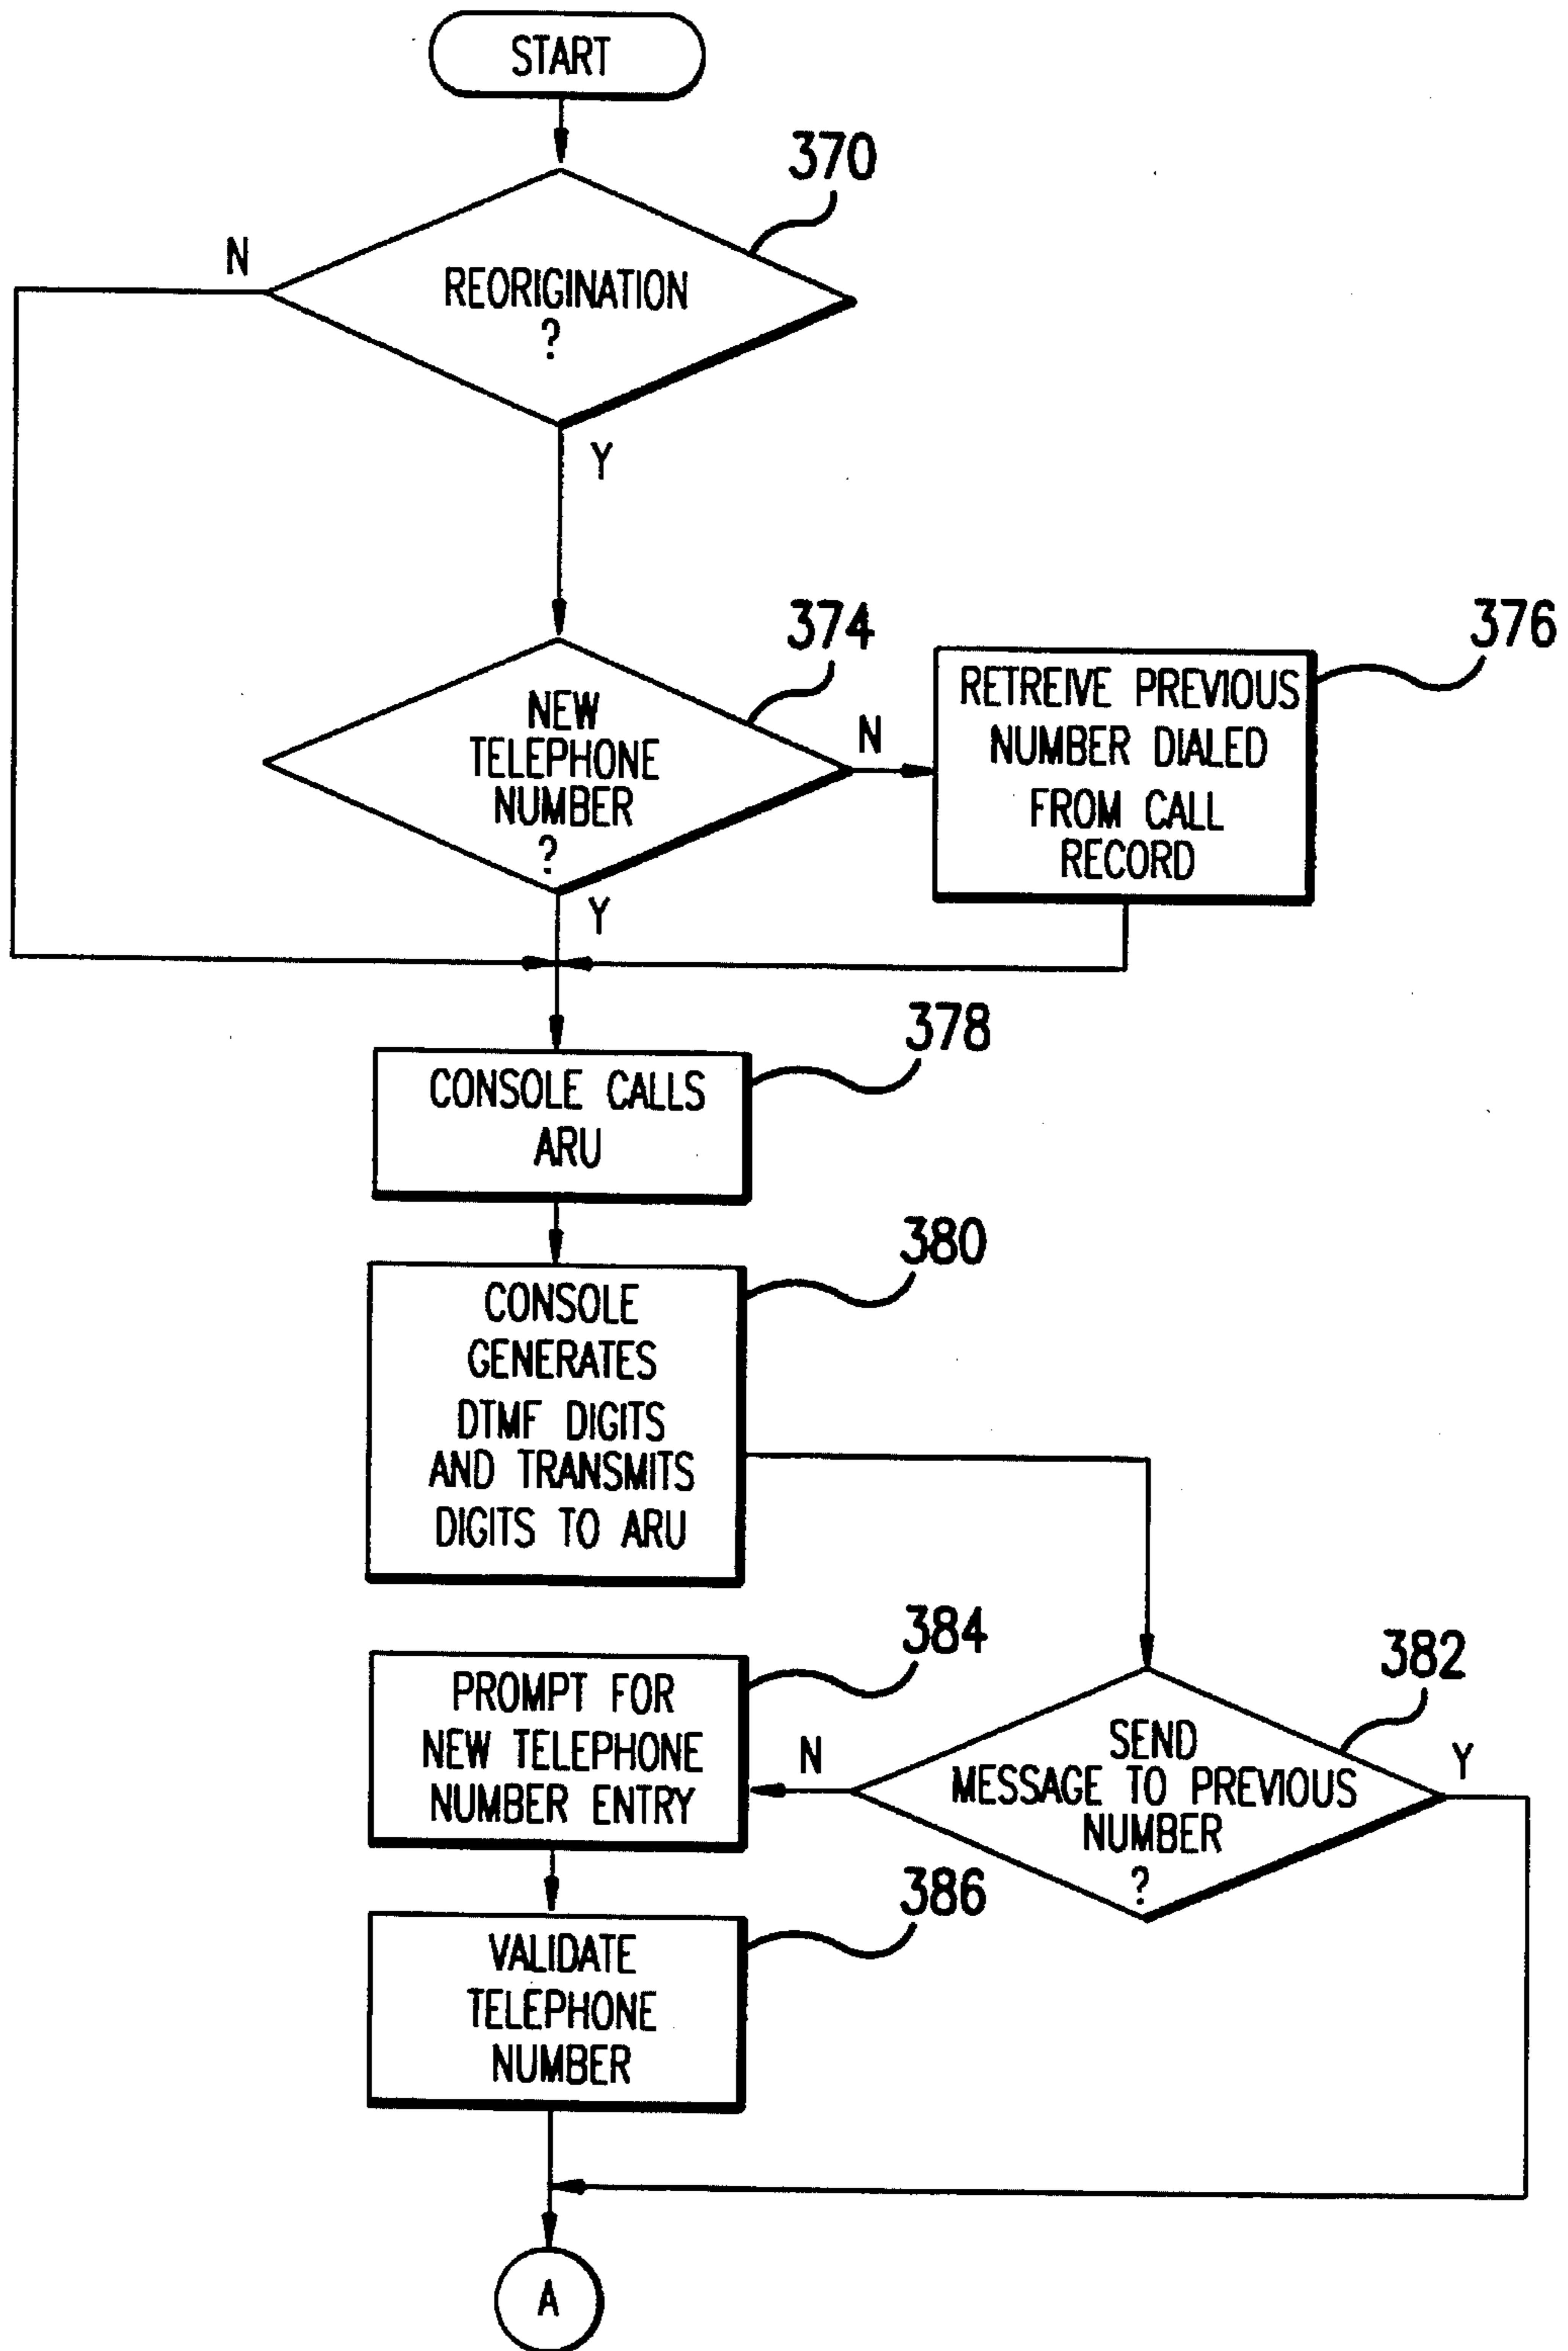 START
370
N
REORIGINATION
?
Y
374
376
NEW
TELEPHONE
NUMBER
?
N
RETREIVE PREVIOUS
NUMBER DIALED
FROM CALL
RECORD
Y
378
CONSOLE CALLS
ARU
380
CONSOLE
GENERATES
DTMF DIGITS
AND TRANSMITS
DIGITS TO ARU
384
382
PROMPT FOR
NEW TELEPHONE
NUMBER ENTRY
N
SEND
MESSAGE TO PREVIOUS
NUMBER
?
Y
386
VALIDATE
TELEPHONE
NUMBER
A